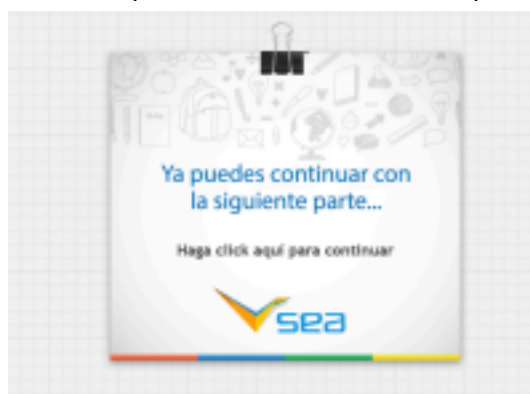 Ya puedes continuar con
la siguiente parte...
Haga click aquí para continuar
sea